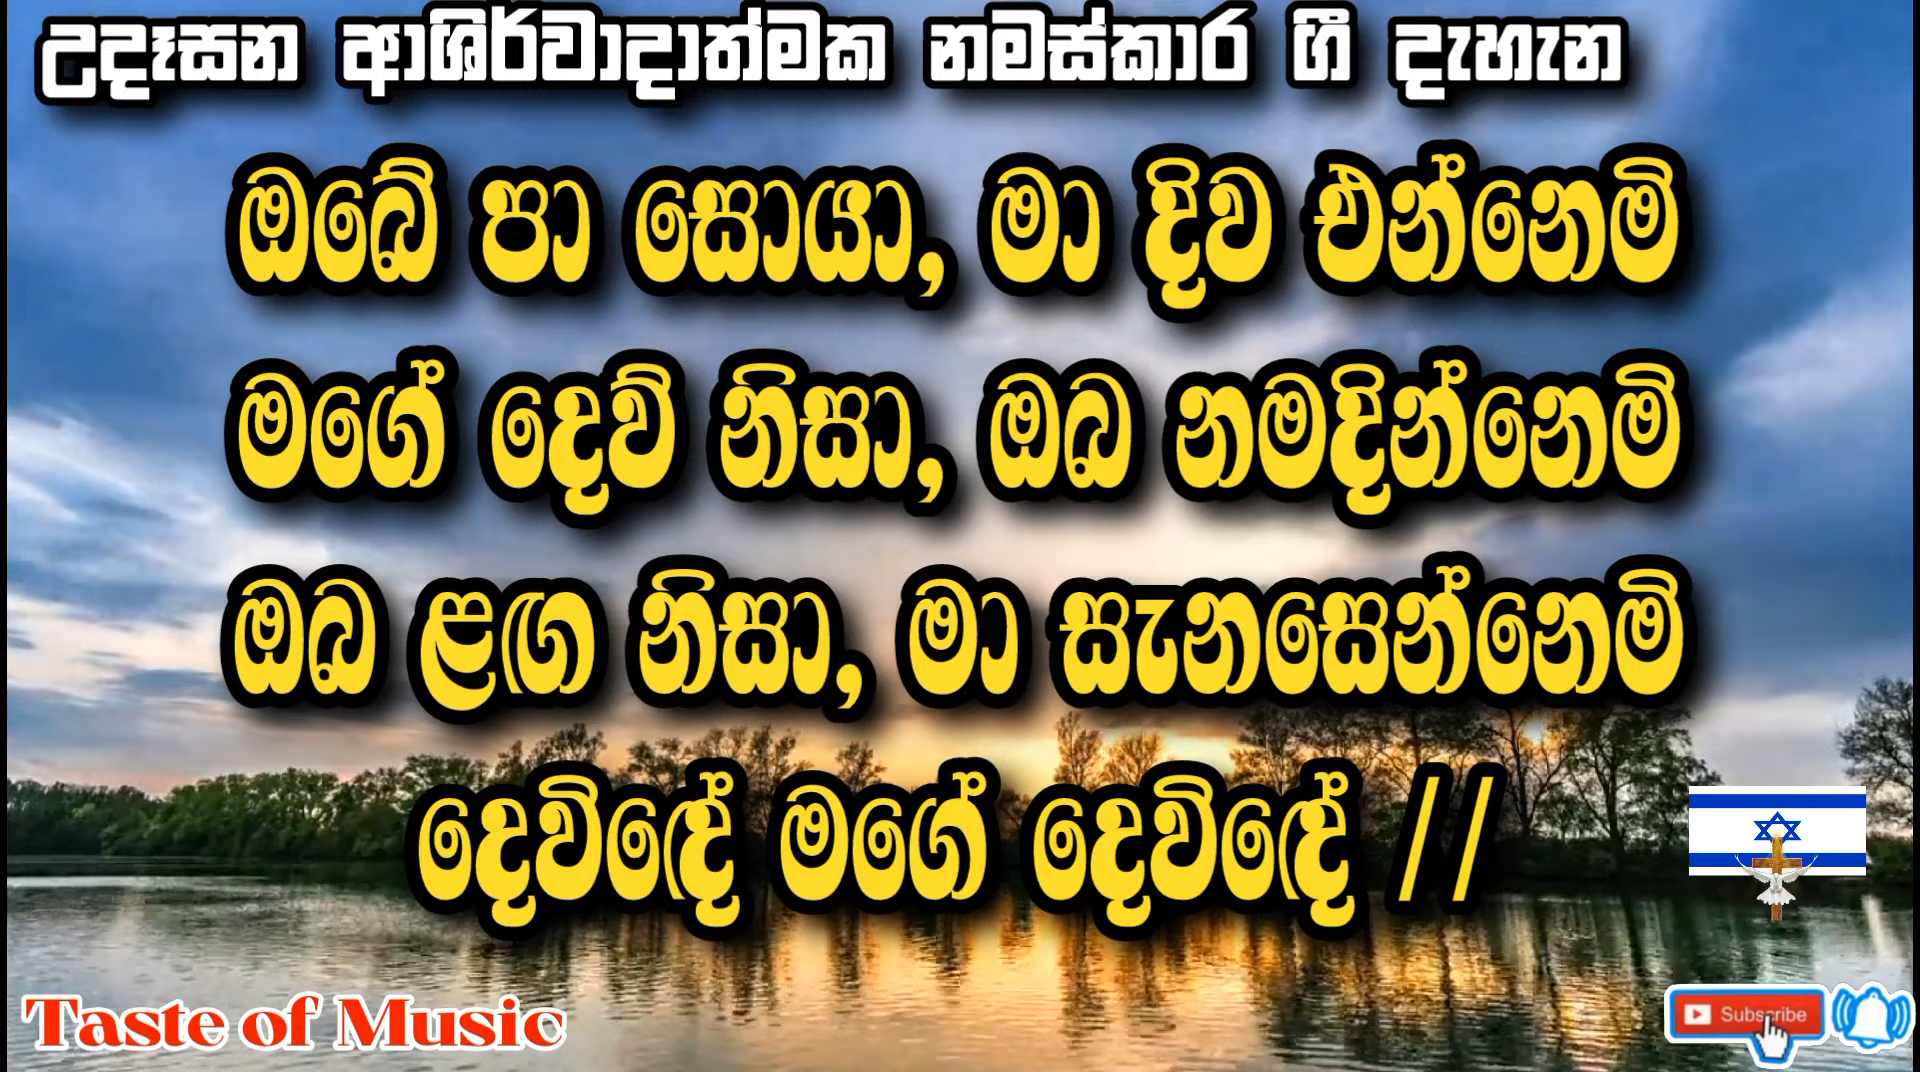 උදෑසන ආශිර්වාදාත්මක නමස්කාර ගී දැහැන
ඔබේ පා සොයා, මා දිව එන්නෙමි
මගේ දෙව් නිසා, ඔබ නමදින්නෙමි
ඔබ ළඟ නිසා, මා සැනසෙන්නෙමි
දෙවිඳේ මගේ දෙවිඳේ //
Taste of Music
Subscribe